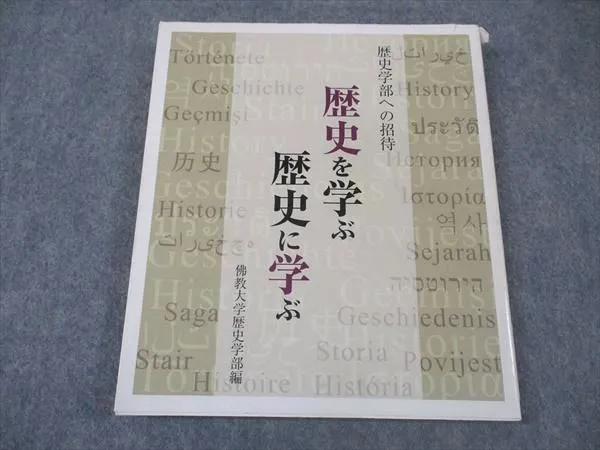 歴史学部への招待
歴史を学ぶ
歴史に学ぶ
佛教大学歴史学部編
Története
Geschichte
Geçmişi
历史
Historie
Saga
Stair
Histoire
History
ประวัติ
История
Ιστορία
역사
Sejarah
היסטוריה
Geschiedenis
Storia
Povijest
História